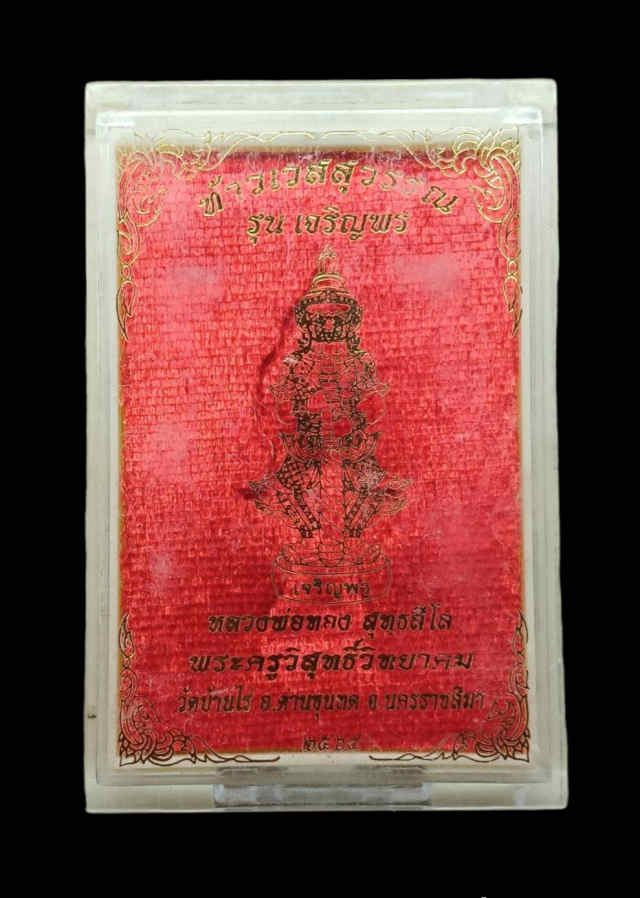 ท้าวเวสสุวรรณ
รุ่น เจริญพร
เจริญพร
หลวงพ่อทอง สุทธสีโล
พระครูวิสุทธิ์วิทยาคม
วัดบ้านไร่ อ.ด่านขุนทด จ.นครราชสีมา
๒๕๖๔